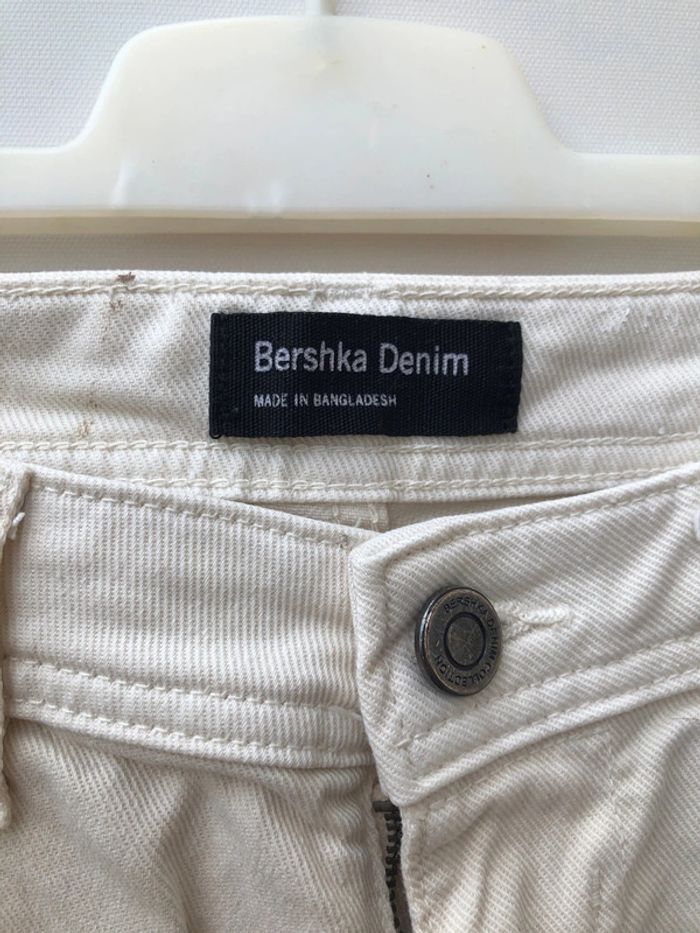 Bershka Denim
MADE IN BANGLADESH
BERSHKA DENIM COLLECTION